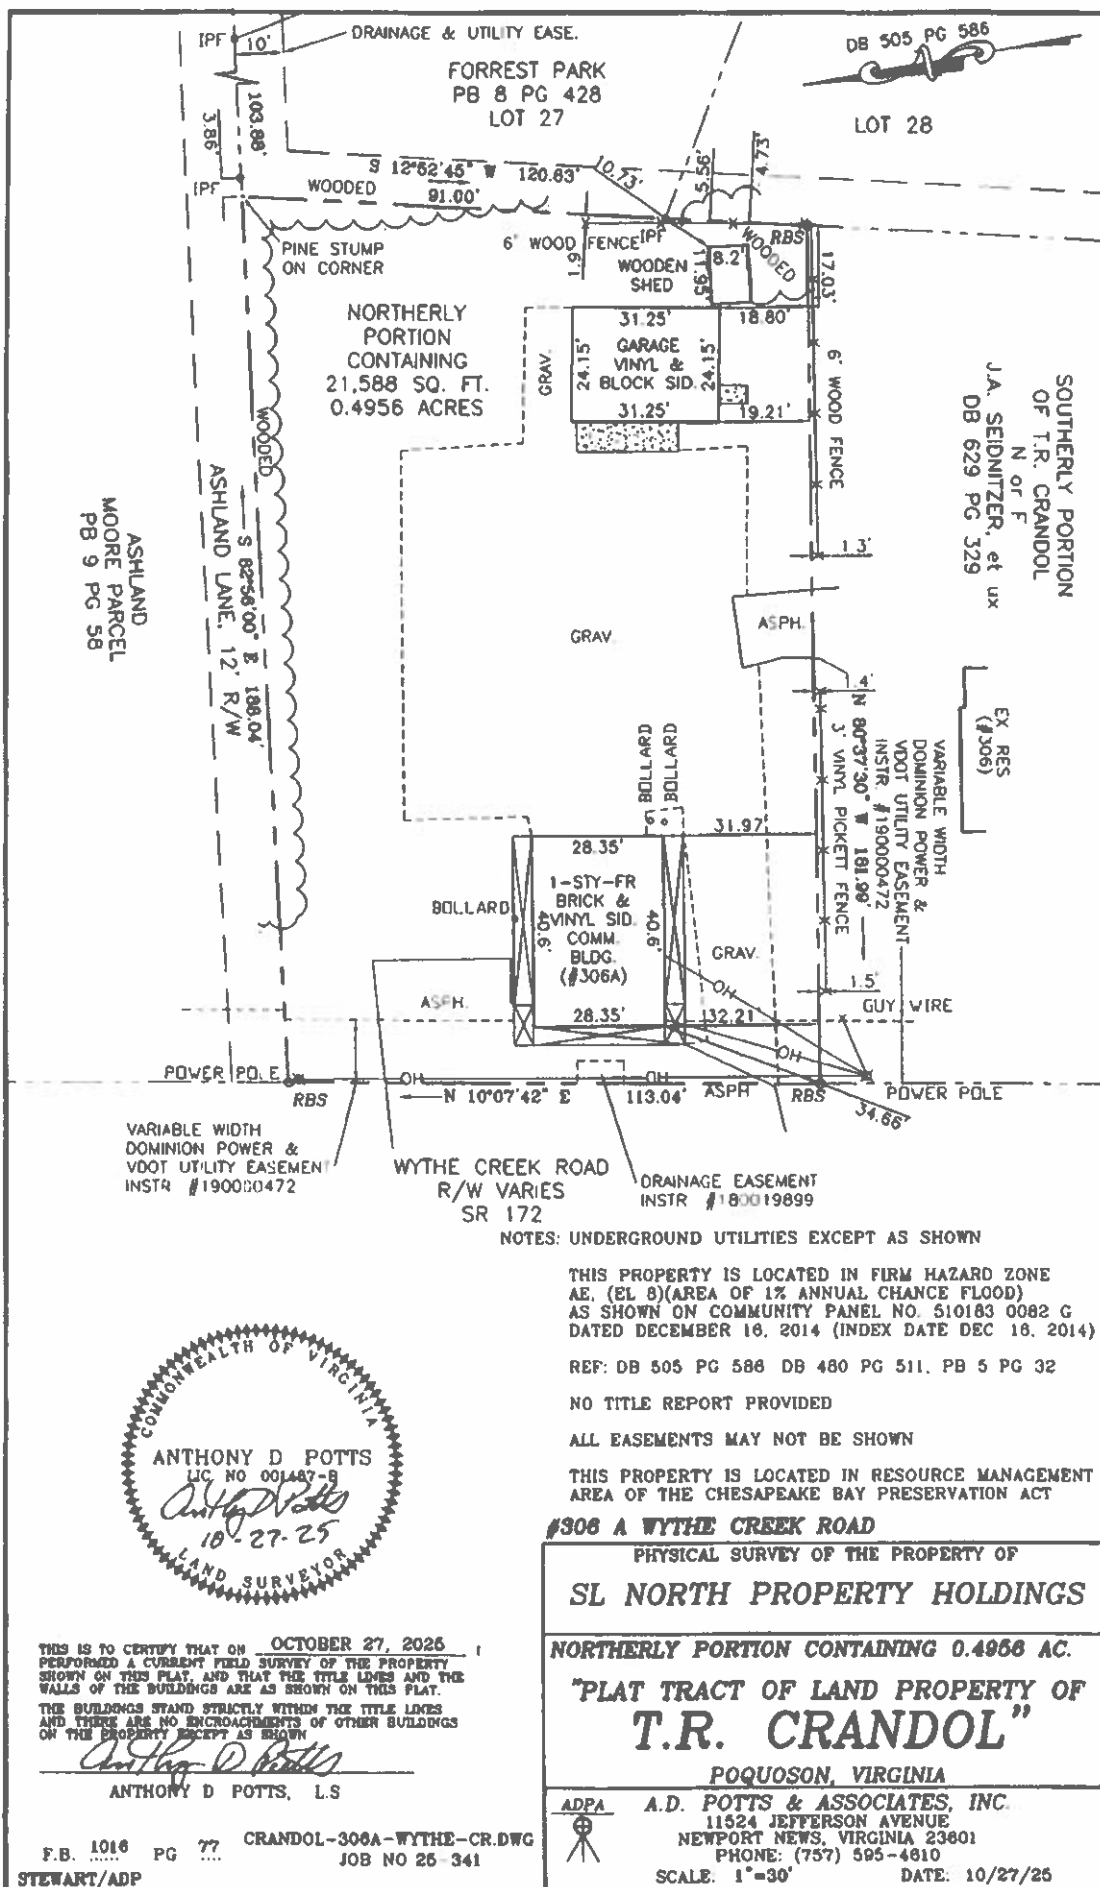 IPF
10'
DRAINAGE & UTILITY EASE.
FORREST PARK
PB 8 PG 428
LOT 27
DB 505 PG 586
LOT 28
103.88'
3.86'
IPF
S 12°52'45" W 120.63'
WOODED
91.00'
10.73'
5.56'
4.73'
PINE STUMP
ON CORNER
6' WOOD FENCE
IPF
1.9'
WOODEN
SHED
11.95'
8.2'
WOODED
RBS
17.03'
NORTHERLY
PORTION
CONTAINING
21,588 SQ. FT.
0.4956 ACRES
GRAV.
31.25'
18.80'
24.15'
GARAGE
VINYL &
BLOCK SID.
24.15'
31.25'
19.21'
6' WOOD FENCE
SOUTHERLY PORTION
OF T.R. CRANDOL
N or F
J.A. SEIDNITZER, et ux
DB 629 PG 329
WOODED
S 82°56'00" E 188.04'
ASHLAND LANE, 12' R/W
ASHLAND
MOORE PARCEL
PB 9 PG 58
1.3'
ASPH.
GRAV.
1.4'
N 80°37'30" W 181.99'
3' VINYL PICKETT FENCE
VARIABLE WIDTH
DOMINION POWER &
VDOT UTILITY EASEMENT
INSTR. #190000472
EX RES
(#306)
BOLLARD
BOLLARD
31.97
28.35'
1-STY-FR
BRICK &
VINYL SID.
COMM.
BLDG.
(#306A)
40.6'
40.6'
BOLLARD
GRAV.
OH
1.5'
GUY WIRE
ASPH.
28.35'
32.21
OH
POWER POLE
OH
OH
RBS
N 10°07'42" E
113.04'
ASPH
RBS
POWER POLE
34.66'
VARIABLE WIDTH
DOMINION POWER &
VDOT UTILITY EASEMENT
INSTR #190000472
WYTHE CREEK ROAD
R/W VARIES
SR 172
DRAINAGE EASEMENT
INSTR #180019899
NOTES: UNDERGROUND UTILITIES EXCEPT AS SHOWN
THIS PROPERTY IS LOCATED IN FIRM HAZARD ZONE
AE, (EL 8)(AREA OF 1% ANNUAL CHANCE FLOOD)
AS SHOWN ON COMMUNITY PANEL NO. 510183 0082 G
DATED DECEMBER 16, 2014 (INDEX DATE DEC 16, 2014)
REF: DB 505 PG 586 DB 480 PG 511, PB 5 PG 32
NO TITLE REPORT PROVIDED
ALL EASEMENTS MAY NOT BE SHOWN
THIS PROPERTY IS LOCATED IN RESOURCE MANAGEMENT
AREA OF THE CHESAPEAKE BAY PRESERVATION ACT
COMMONWEALTH OF VIRGINIA
ANTHONY D POTTS
LIC NO 001487-B
Anthony D Potts
10-27-25
LAND SURVEYOR
#306 A WYTHE CREEK ROAD
PHYSICAL SURVEY OF THE PROPERTY OF
SL NORTH PROPERTY HOLDINGS
NORTHERLY PORTION CONTAINING 0.4956 AC.
"PLAT TRACT OF LAND PROPERTY OF
T.R. CRANDOL"
POQUOSON, VIRGINIA
THIS IS TO CERTIFY THAT ON OCTOBER 27, 2025 I
PERFORMED A CURRENT FIELD SURVEY OF THE PROPERTY
SHOWN ON THIS PLAT, AND THAT THE TITLE LINES AND THE
WALLS OF THE BUILDINGS ARE AS SHOWN ON THIS PLAT.
THE BUILDINGS STAND STRICTLY WITHIN THE TITLE LINES
AND THERE ARE NO ENCROACHMENTS OF OTHER BUILDINGS
ON THE PROPERTY EXCEPT AS SHOWN
Anthony D Potts
ANTHONY D POTTS, L.S
F.B. 1016 PG 77
CRANDOL-306A-WYTHE-CR.DWG
JOB NO 25-341
STEWART/ADP
ADPA
A.D. POTTS & ASSOCIATES, INC.
11524 JEFFERSON AVENUE
NEWPORT NEWS, VIRGINIA 23601
PHONE: (757) 595-4610
SCALE: 1"=30'
DATE: 10/27/25